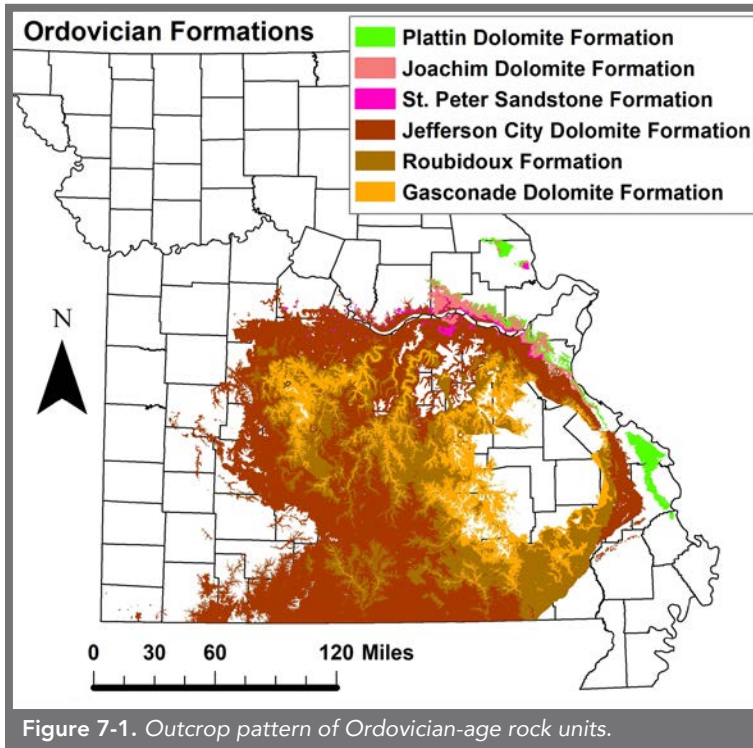 Ordovician Formations
Plattin Dolomite Formation
Joachim Dolomite Formation
St. Peter Sandstone Formation
Jefferson City Dolomite Formation
Roubidoux Formation
Gasconade Dolomite Formation
N
0 30 60 120 Miles
Figure 7-1. Outcrop pattern of Ordovician-age rock units.